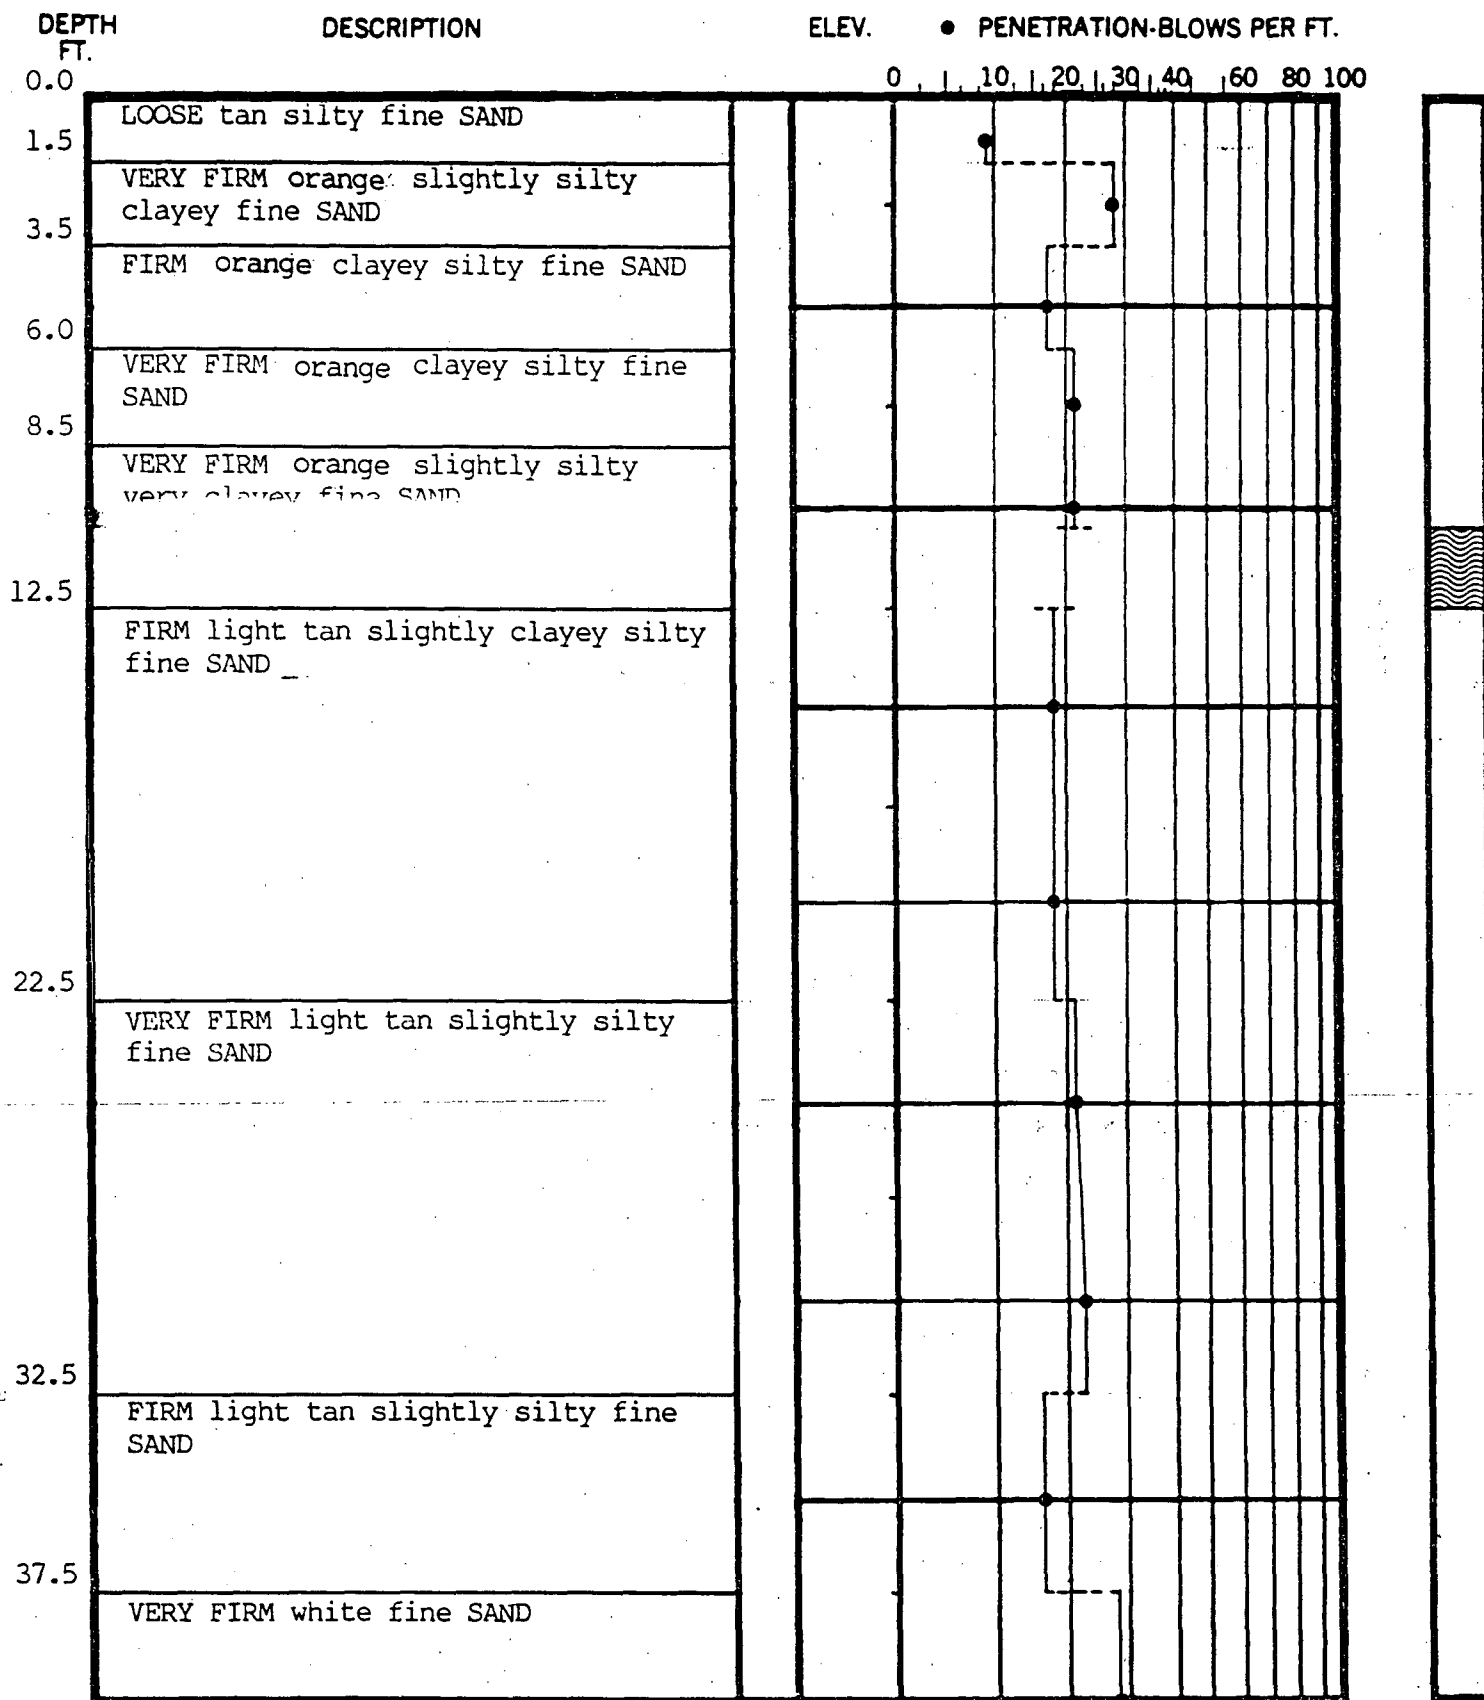 DEPTH FT. DESCRIPTION ELEV. ● PENETRATION-BLOWS PER FT.
0.0 0 10 20 30 40 60 80 100
LOOSE tan silty fine SAND
1.5
VERY FIRM orange slightly silty
clayey fine SAND
3.5
FIRM orange clayey silty fine SAND
6.0
VERY FIRM orange clayey silty fine
SAND
8.5
VERY FIRM orange slightly silty
very clayey fine SAND
12.5
FIRM light tan slightly clayey silty
fine SAND
22.5
VERY FIRM light tan slightly silty
fine SAND
32.5
FIRM light tan slightly silty fine
SAND
37.5
VERY FIRM white fine SAND